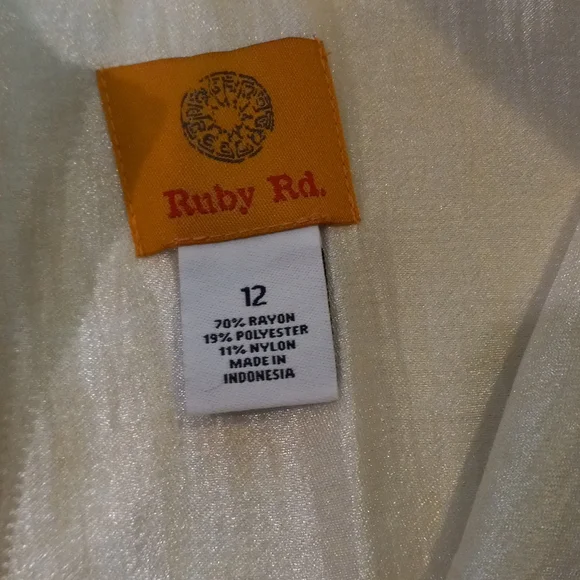 Ruby Rd.
12
70% RAYON
19% POLYESTER
11% NYLON
MADE IN
INDONESIA